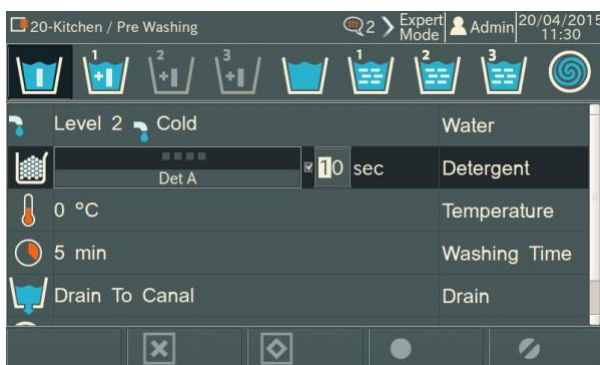 20-Kitchen / Pre Washing 2 Expert Mode Admin 20/04/2015 11:30
1 2 3 1 2 3
Level 2 Cold Water
Det A 10 sec Detergent
0 °C Temperature
5 min Washing Time
Drain To Canal Drain